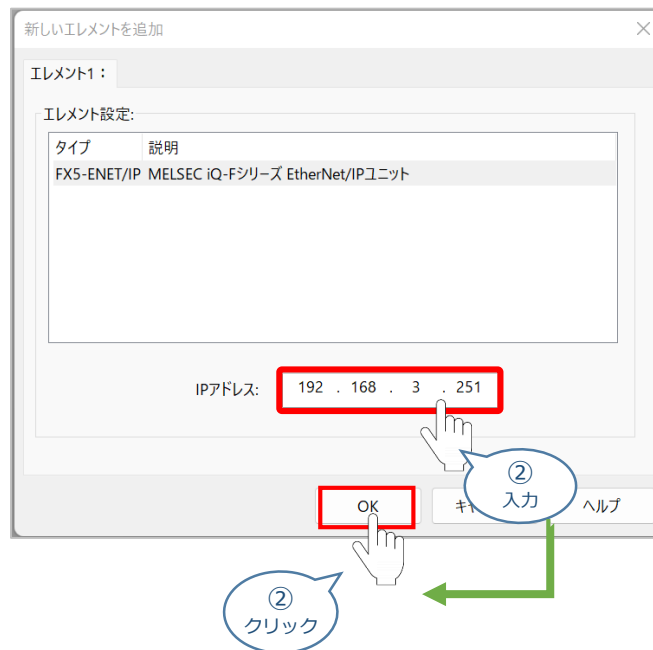 新しいエレメントを追加
エレメント1：
エレメント設定:
タイプ 説明
FX5-ENET/IP MELSEC iQ-Fシリーズ EtherNet/IPユニット
IPアドレス: 192 . 168 . 3 . 251
②
入力
OK ヘルプ
②
クリック